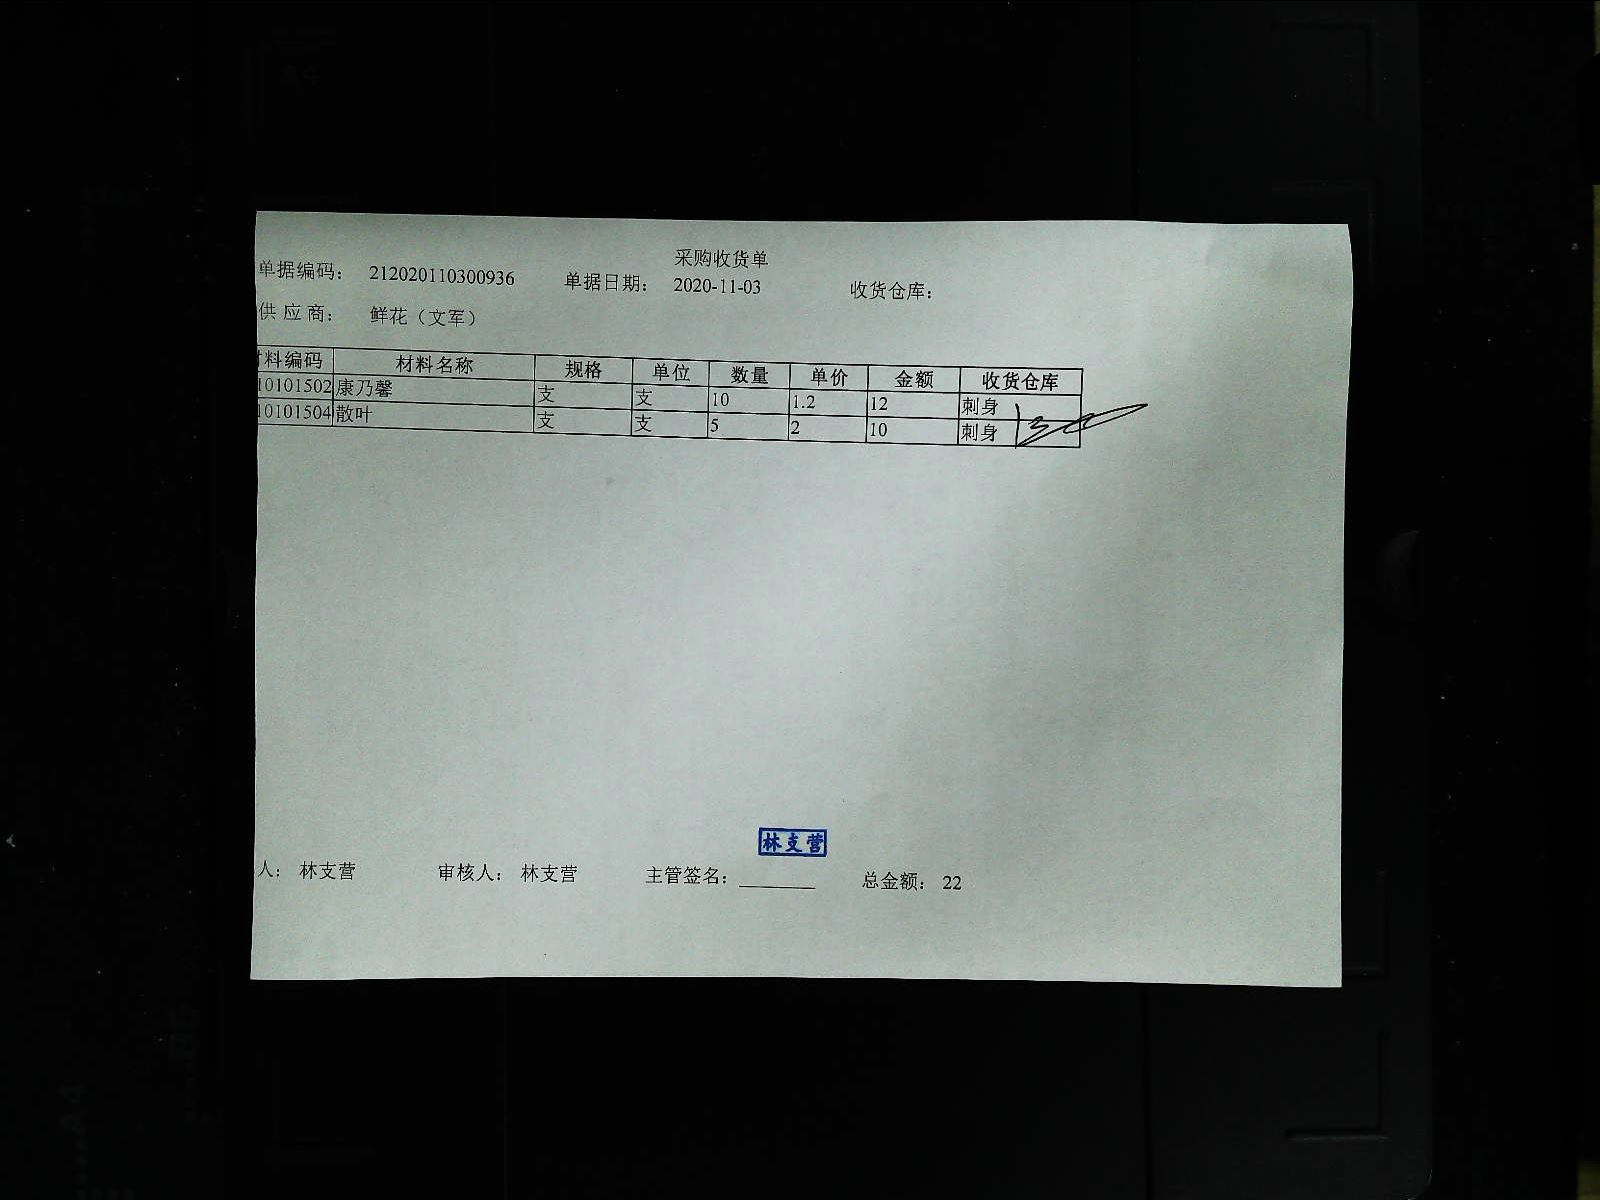 采购收货单
单据编码： 212020110300936 单据日期： 2020-11-03 收货仓库：
供 应 商： 鲜花（文军）
材料编码 材料名称 规格 单位 数量 单价 金额 收货仓库
10101502 康乃馨 支 支 10 1.2 12 刺身
10101504 散叶 支 支 5 2 10 刺身
林支营
人： 林支营 审核人： 林支营 主管签名： 总金额： 22